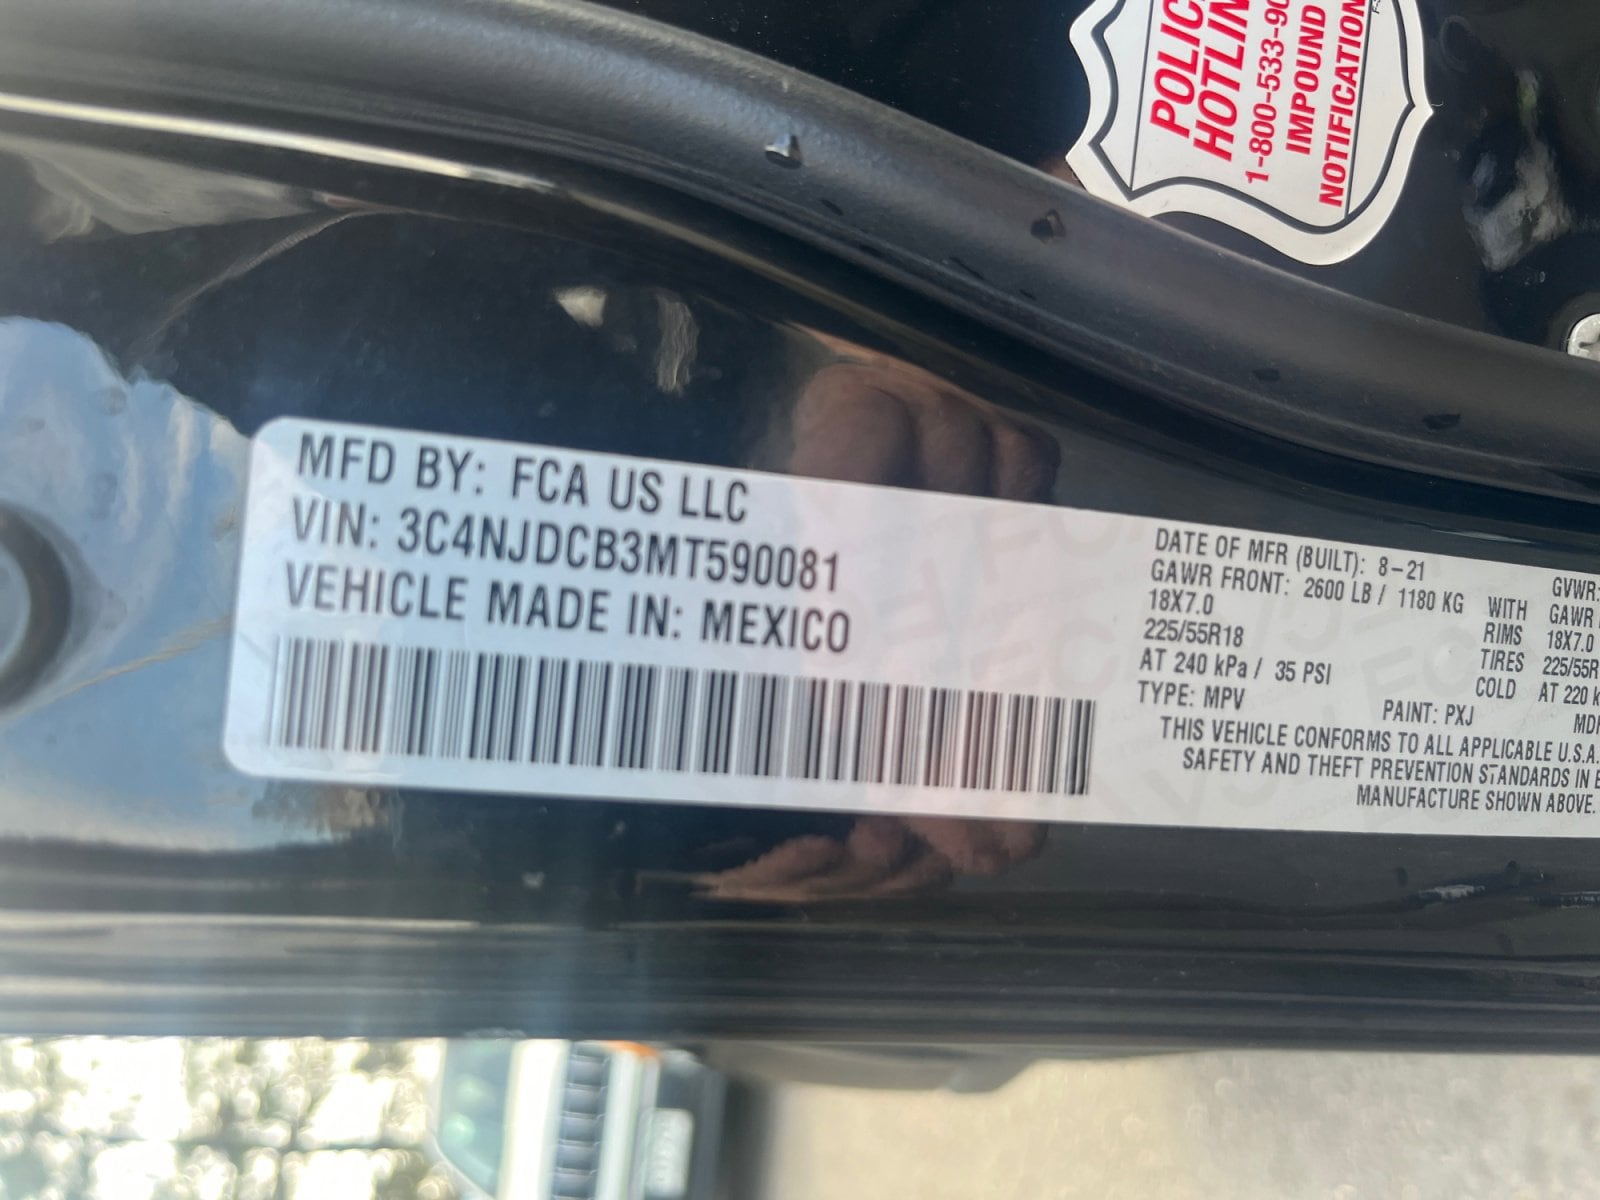 POLIC
HOTLIN
1-800-533-90
IMPOUND
NOTIFICATION
MFD BY: FCA US LLC
VIN: 3C4NJDCB3MT590081
VEHICLE MADE IN: MEXICO
DATE OF MFR (BUILT): 8-21
GAWR FRONT: 2600 LB / 1180 KG
18X7.0
225/55R18
AT 240 kPa / 35 PSI
TYPE: MPV
WITH
RIMS
TIRES
COLD
GVWR:
GAWR
18X7.0
225/55R
AT 220 k
PAINT: PXJ
THIS VEHICLE CONFORMS TO ALL APPLICABLE U.S.A.
SAFETY AND THEFT PREVENTION STANDARDS IN E
MANUFACTURE SHOWN ABOVE.